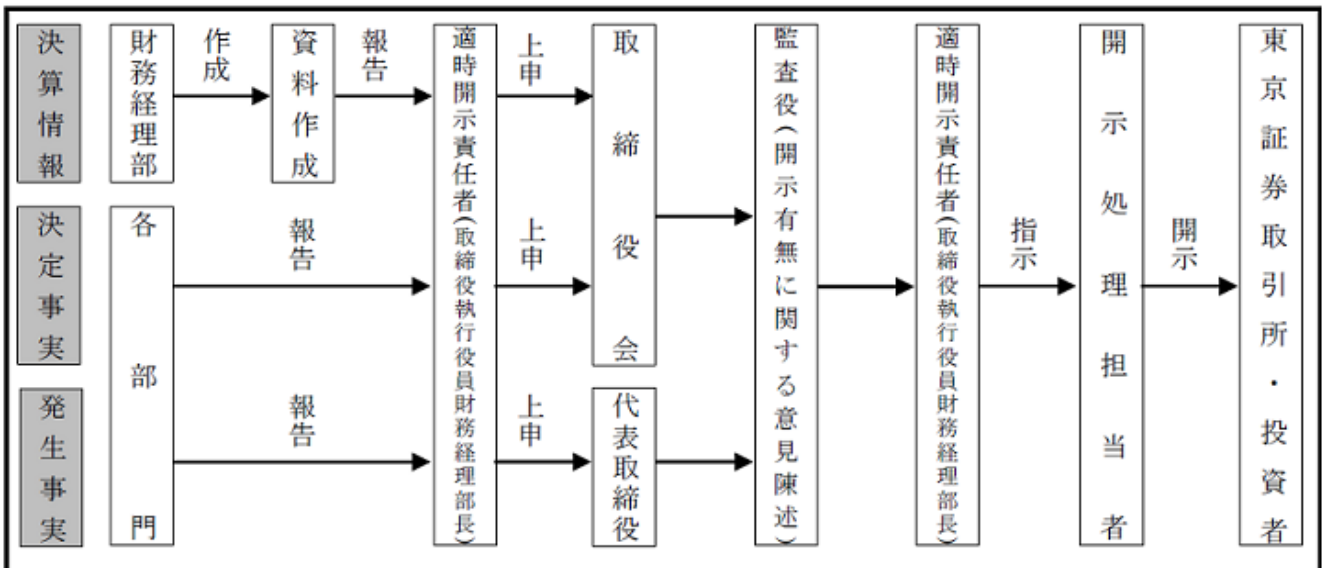 決算情報
財務経理部
作成
資料作成
報告
適時開示責任者(取締役執行役員財務経理部長)
上申
取締役会
監査役(開示有無に関する意見陳述)
適時開示責任者(取締役執行役員財務経理部長)
指示
開示処理担当者
開示
東京証券取引所・投資者
決定事実
各部門
報告
上申
発生事実
報告
上申
代表取締役